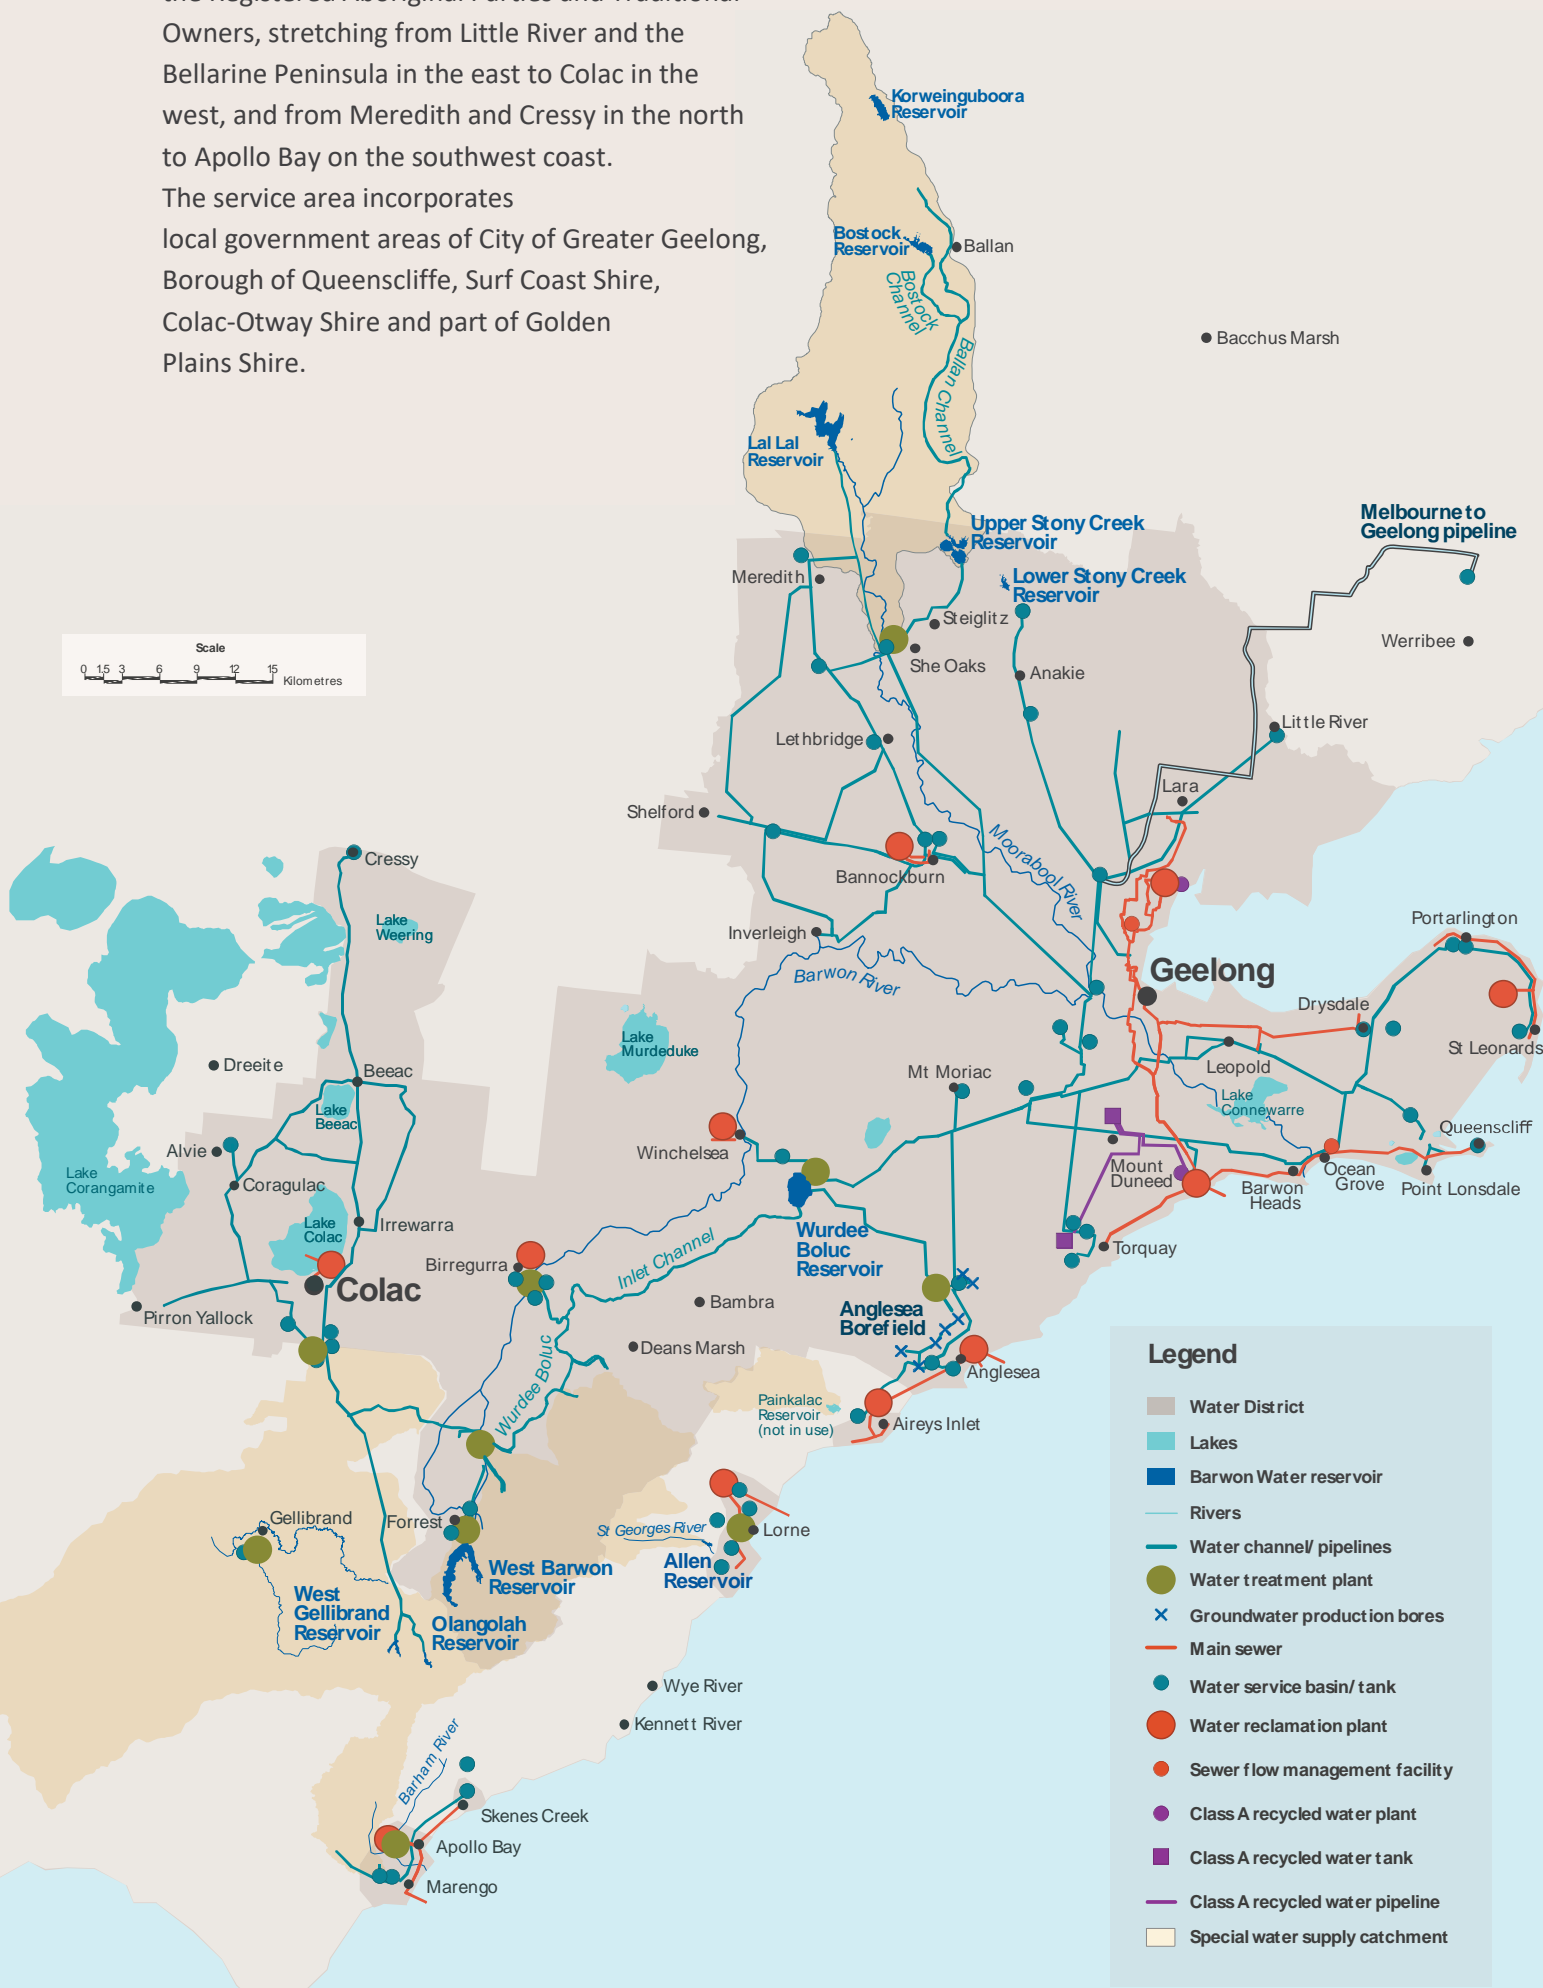 the Registered Aboriginal Parties and Traditional
Owners, stretching from Little River and the
Bellarine Peninsula in the east to Colac in the
west, and from Meredith and Cressy in the north
to Apollo Bay on the southwest coast.
The service area incorporates
local government areas of City of Greater Geelong,
Borough of Queenscliffe, Surf Coast Shire,
Colac-Otway Shire and part of Golden
Plains Shire.
Korweinguboora
Reservoir
Bostock
Reservoir
Ballan
Bostock
Channel
Bacchus Marsh
Ballan Channel
Lal Lal
Reservoir
Melbourne to
Geelong pipeline
Upper Stony Creek
Reservoir
Lower Stony Creek
Reservoir
Meredith
Steiglitz
She Oaks
Anakie
Werribee
Scale
0 1.5 3 6 9 12 15
Kilometres
Little River
Lethbridge
Lara
Shelford
Moorabool River
Bannockburn
Cressy
Lake
Weering
Inverleigh
Barwon River
Portarlington
Geelong
Drysdale
St Leonards
Lake
Murdeduke
Dreeite
Beeac
Mt Moriac
Leopold
Lake
Connewarre
Lake
Beeac
Alvie
Winchelsea
Queenscliff
Lake
Corangamite
Coragulac
Mount
Duneed
Ocean
Grove
Barwon
Heads
Point Lonsdale
Lake
Colac
Irrewarra
Wurdee
Boluc
Reservoir
Torquay
Birregurra
Inlet Channel
Colac
Bambra
Pirron Yallock
Anglesea
Borefield
Deans Marsh
Wurdee Boluc
Anglesea
Painkalac
Reservoir
(not in use)
Aireys Inlet
Gellibrand
Forrest
St Georges River
Lorne
Allen
Reservoir
West Barwon
Reservoir
West
Gellibrand
Reservoir
Olangolah
Reservoir
Wye River
Kennett River
Barham River
Skenes Creek
Apollo Bay
Marengo
Legend
Water District
Lakes
Barwon Water reservoir
Rivers
Water channel/ pipelines
Water treatment plant
Groundwater production bores
Main sewer
Water service basin/ tank
Water reclamation plant
Sewer flow management facility
Class A recycled water plant
Class A recycled water tank
Class A recycled water pipeline
Special water supply catchment